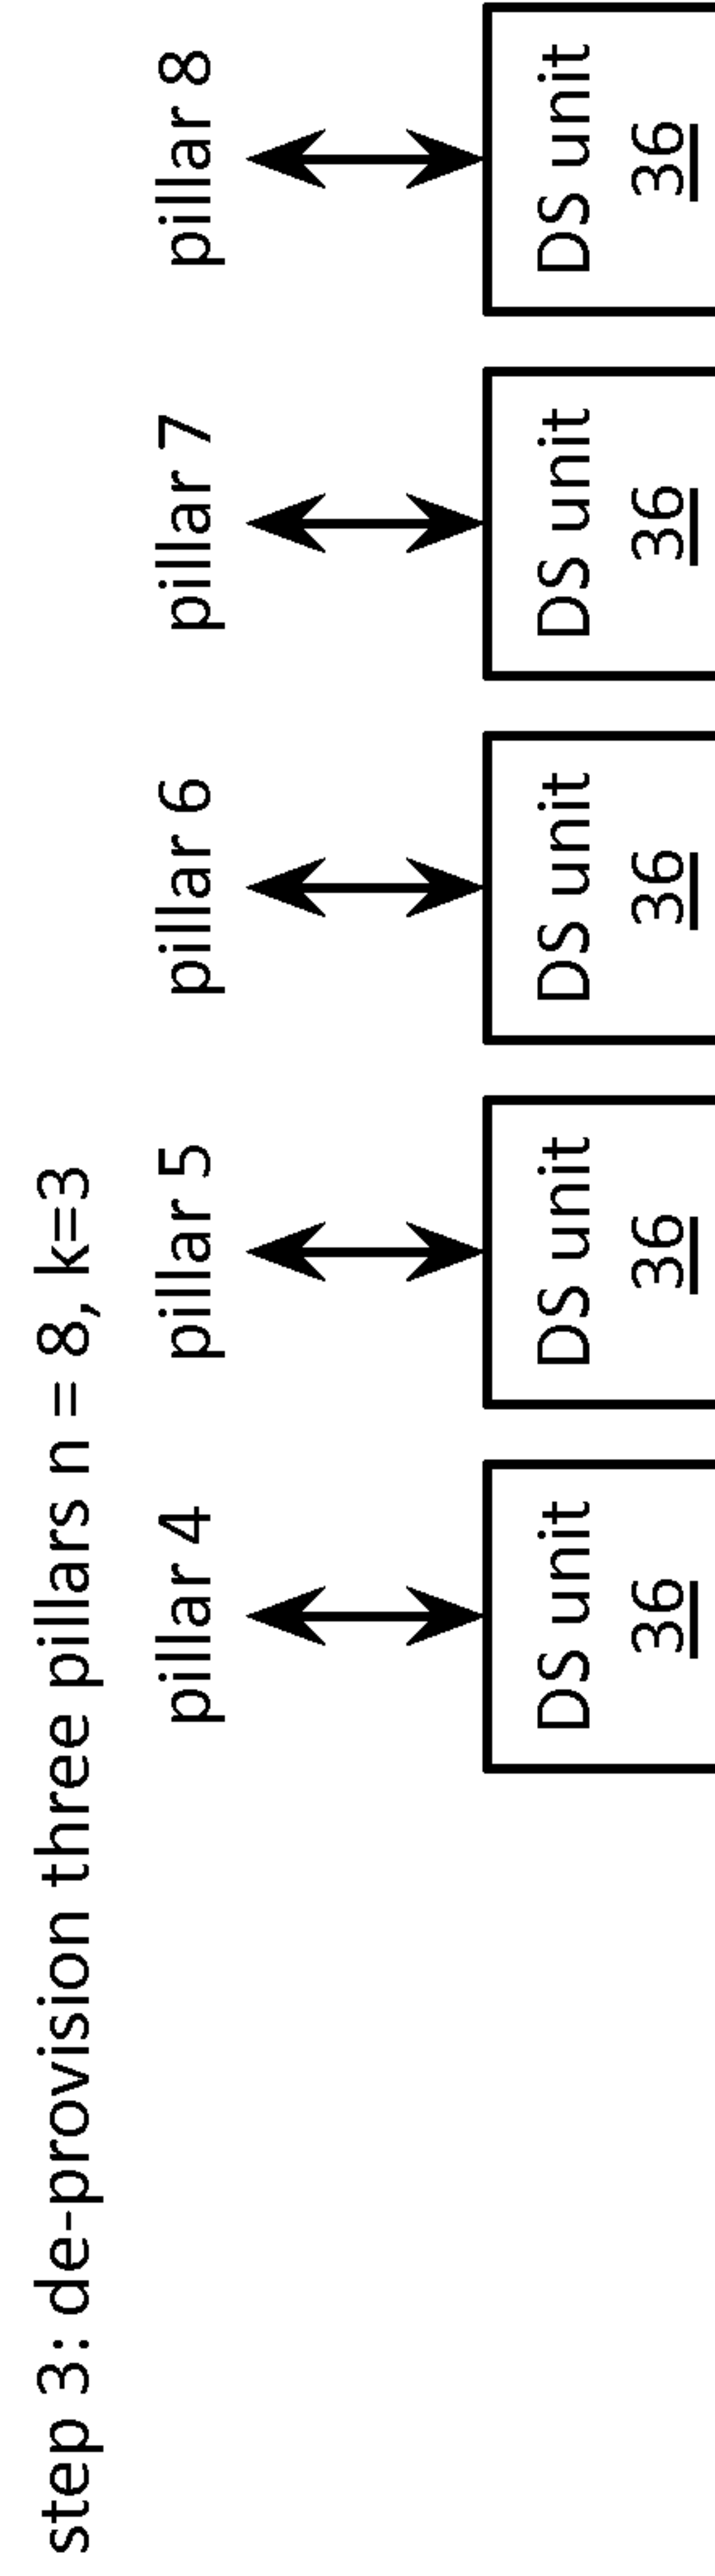 step 3: de-provision three pillars n = 8, k=3
pillar 4 pillar 5 pillar 6 pillar 7 pillar 8
DS unit DS unit DS unit DS unit DS unit
36 36 36 36 36